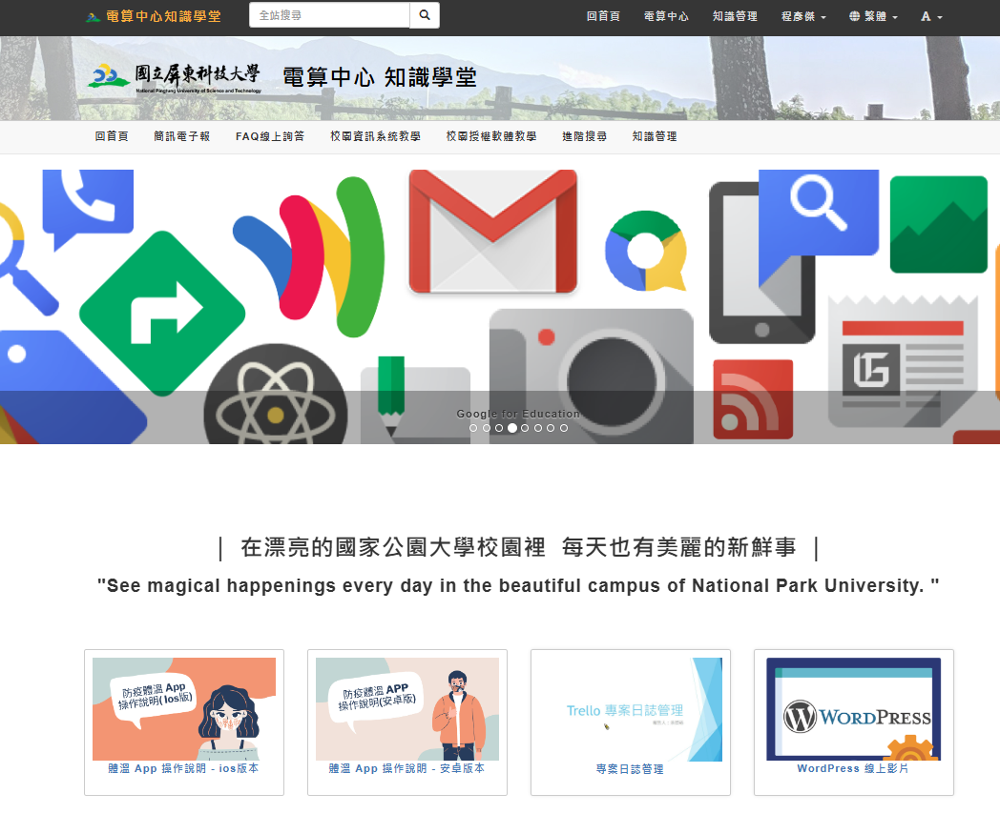 電算中心知識學堂
全站搜尋
回首頁 電算中心 知識管理 程彥傑 繁體 A
國立屏東科技大學
National Pingtung University of Science and Technology
電算中心 知識學堂
回首頁 簡訊電子報 FAQ線上詢答 校園資訊系統教學 校園授權軟體教學 進階搜尋 知識管理
Google for Education
| 在漂亮的國家公園大學校園裡 每天也有美麗的新鮮事 |
"See magical happenings every day in the beautiful campus of National Park University. "
防疫體溫 App
操作說明( Ios版)
體溫 App 操作說明 - ios版本
防疫體溫 APP
操作說明(安卓版)
體溫 App 操作說明 - 安卓版本
Trello 專案日誌管理
專案日誌管理
WORDPRESS
WordPress 線上影片